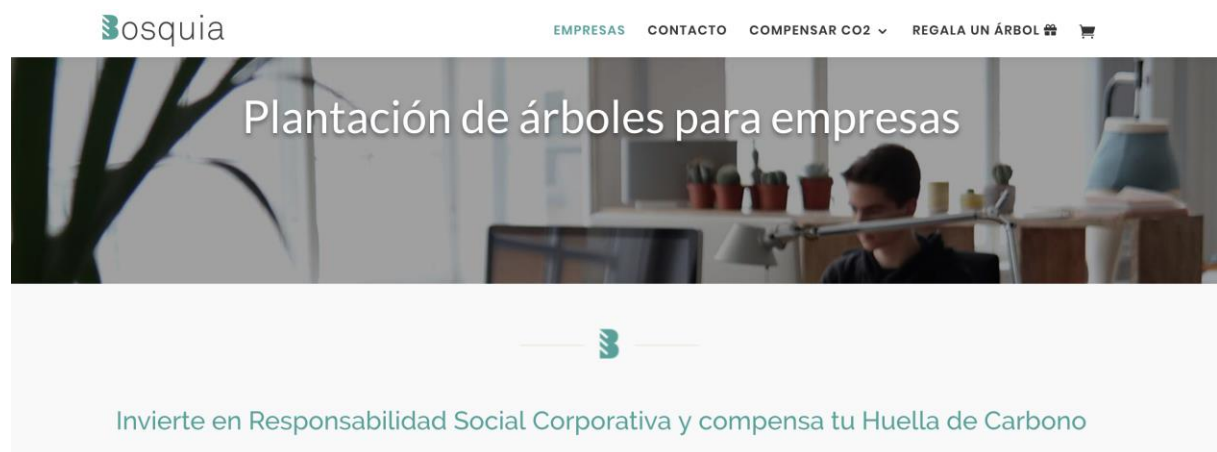 Bosquia
EMPRESAS CONTACTO COMPENSAR CO2 REGALA UN ÁRBOL
Plantación de árboles para empresas
B
Invierte en Responsabilidad Social Corporativa y compensa tu Huella de Carbono